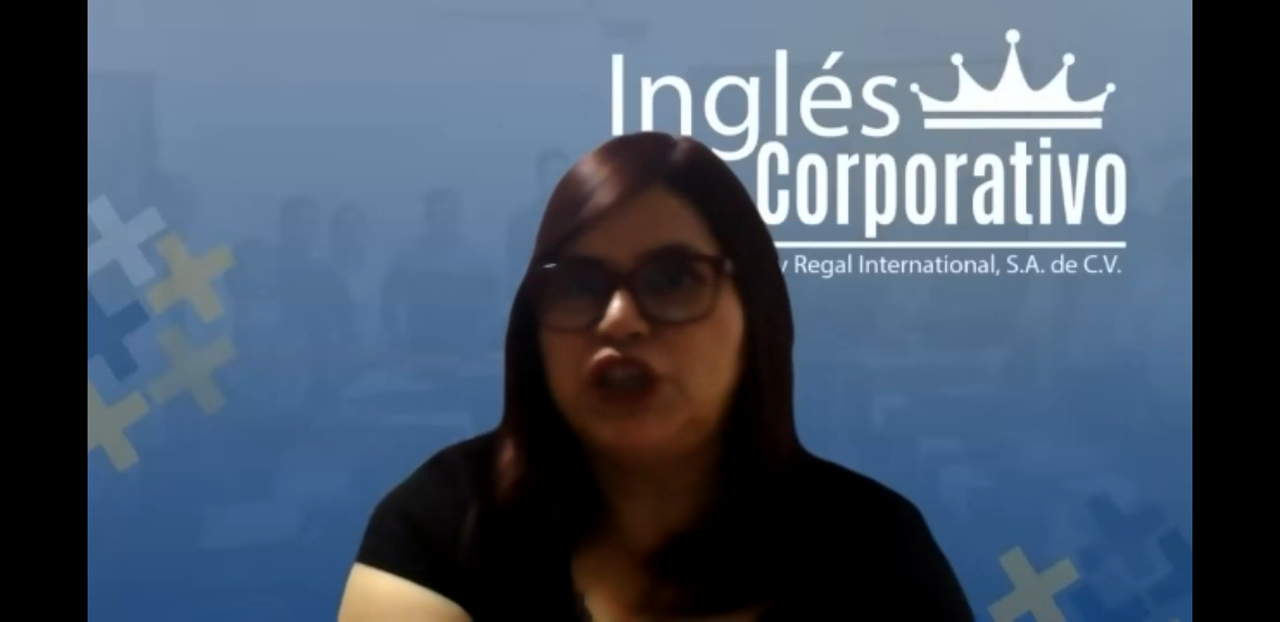 Inglés
Corporativo
Regal International, S.A. de C.V.